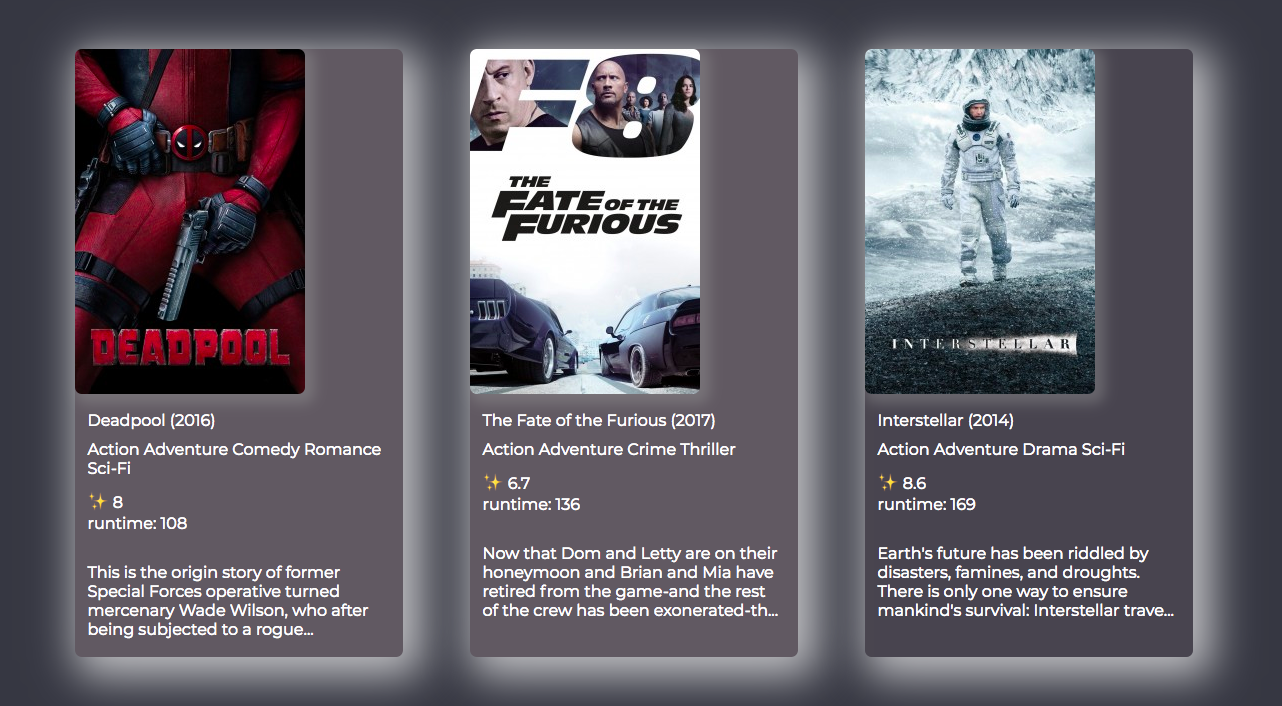 DEADPOOL
Deadpool (2016)
Action Adventure Comedy Romance
Sci-Fi
✨ 8
runtime: 108
This is the origin story of former
Special Forces operative turned
mercenary Wade Wilson, who after
being subjected to a rogue...
F8
THE
FATE OF THE
FURIOUS
The Fate of the Furious (2017)
Action Adventure Crime Thriller
✨ 6.7
runtime: 136
Now that Dom and Letty are on their
honeymoon and Brian and Mia have
retired from the game-and the rest
of the crew has been exonerated-th...
INTERSTELLAR
Interstellar (2014)
Action Adventure Drama Sci-Fi
✨ 8.6
runtime: 169
Earth's future has been riddled by
disasters, famines, and droughts.
There is only one way to ensure
mankind's survival: Interstellar trave...